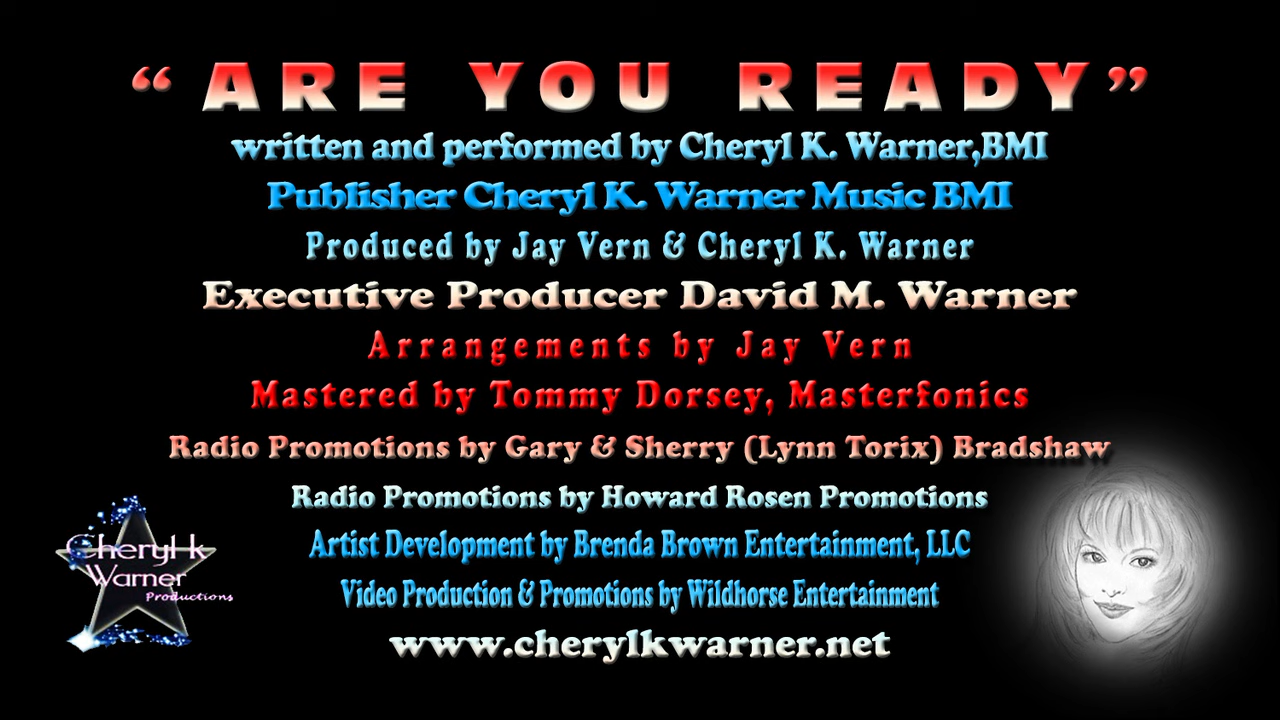 “ ARE YOU READY ”
written and performed by Cheryl K. Warner,BMI
Publisher Cheryl K. Warner Music BMI
Produced by Jay Vern & Cheryl K. Warner
Executive Producer David M. Warner
Arrangements by Jay Vern
Mastered by Tommy Dorsey, Masterfonics
Radio Promotions by Gary & Sherry (Lynn Torix) Bradshaw
Radio Promotions by Howard Rosen Promotions
Artist Development by Brenda Brown Entertainment, LLC
Video Production & Promotions by Wildhorse Entertainment
www.cherylkwarner.net
Cheryl k
Warner
Productions